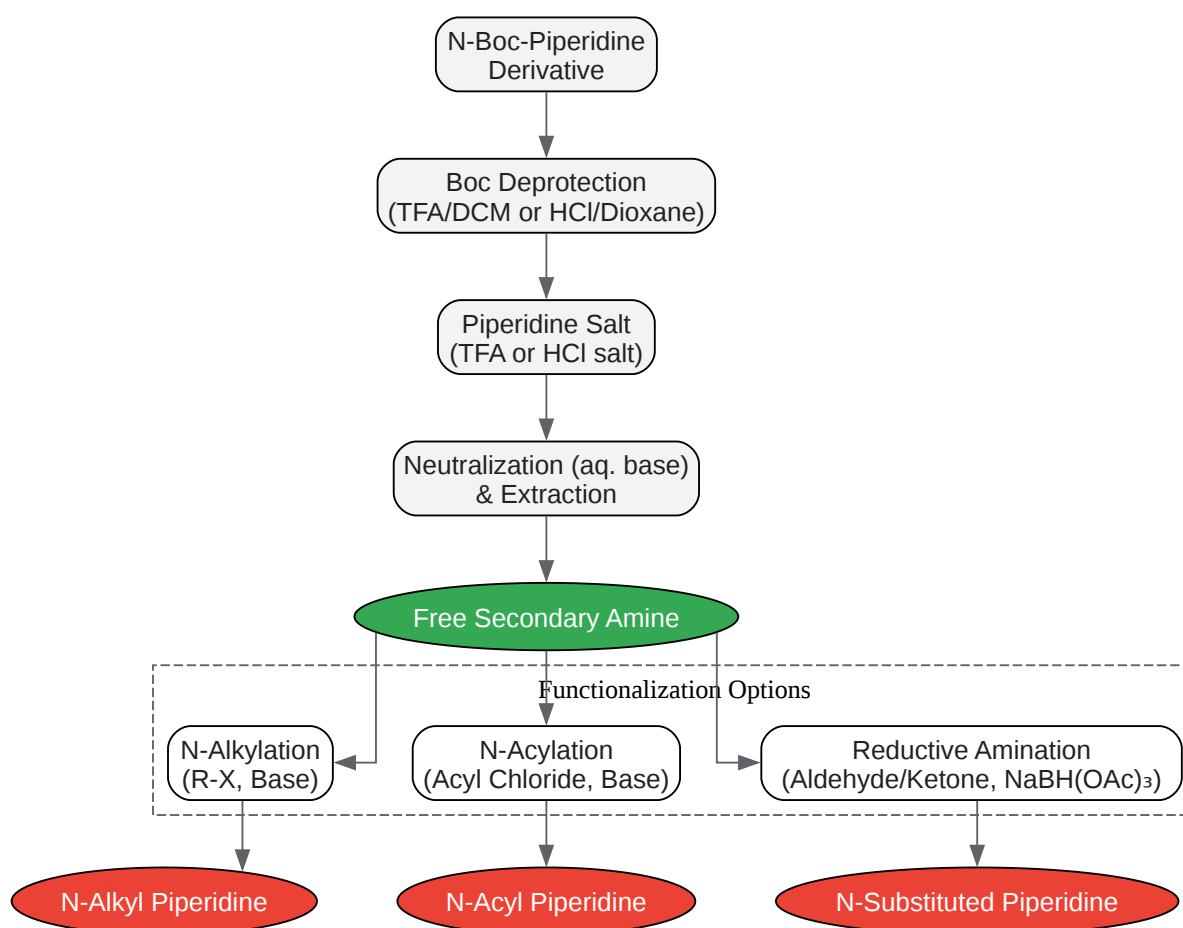 N-Boc-Piperidine
Derivative
Boc Deprotection
(TFA/DCM or HCl/Dioxane)
Piperidine Salt
(TFA or HCl salt)
Neutralization (aq. base)
& Extraction
Free Secondary Amine
Functionalization Options
N-Alkylation
(R-X, Base)
N-Acylation
(Acyl Chloride, Base)
Reductive Amination
(Aldehyde/Ketone, NaBH(OAc)₃)
N-Alkyl Piperidine
N-Acyl Piperidine
N-Substituted Piperidine